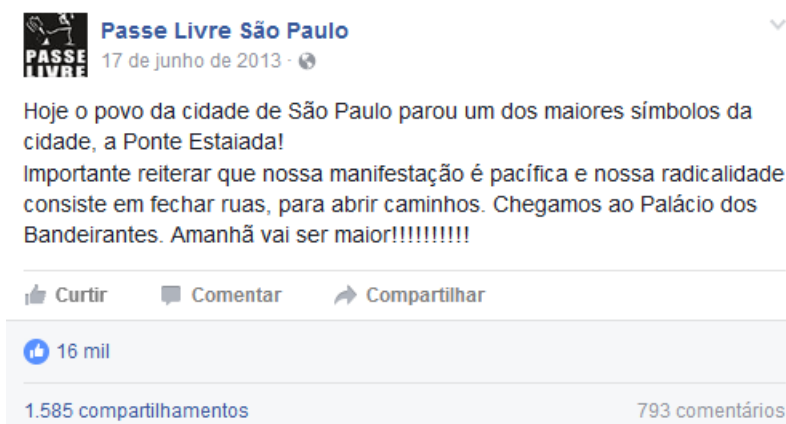 PASSE
LIVRE
Passe Livre São Paulo
17 de junho de 2013 ·
Hoje o povo da cidade de São Paulo parou um dos maiores símbolos da
cidade, a Ponte Estaiada!
Importante reiterar que nossa manifestação é pacífica e nossa radicalidade
consiste em fechar ruas, para abrir caminhos. Chegamos ao Palácio dos
Bandeirantes. Amanhã vai ser maior!!!!!!!!!!
Curtir Comentar Compartilhar
16 mil
1.585 compartilhamentos 793 comentários